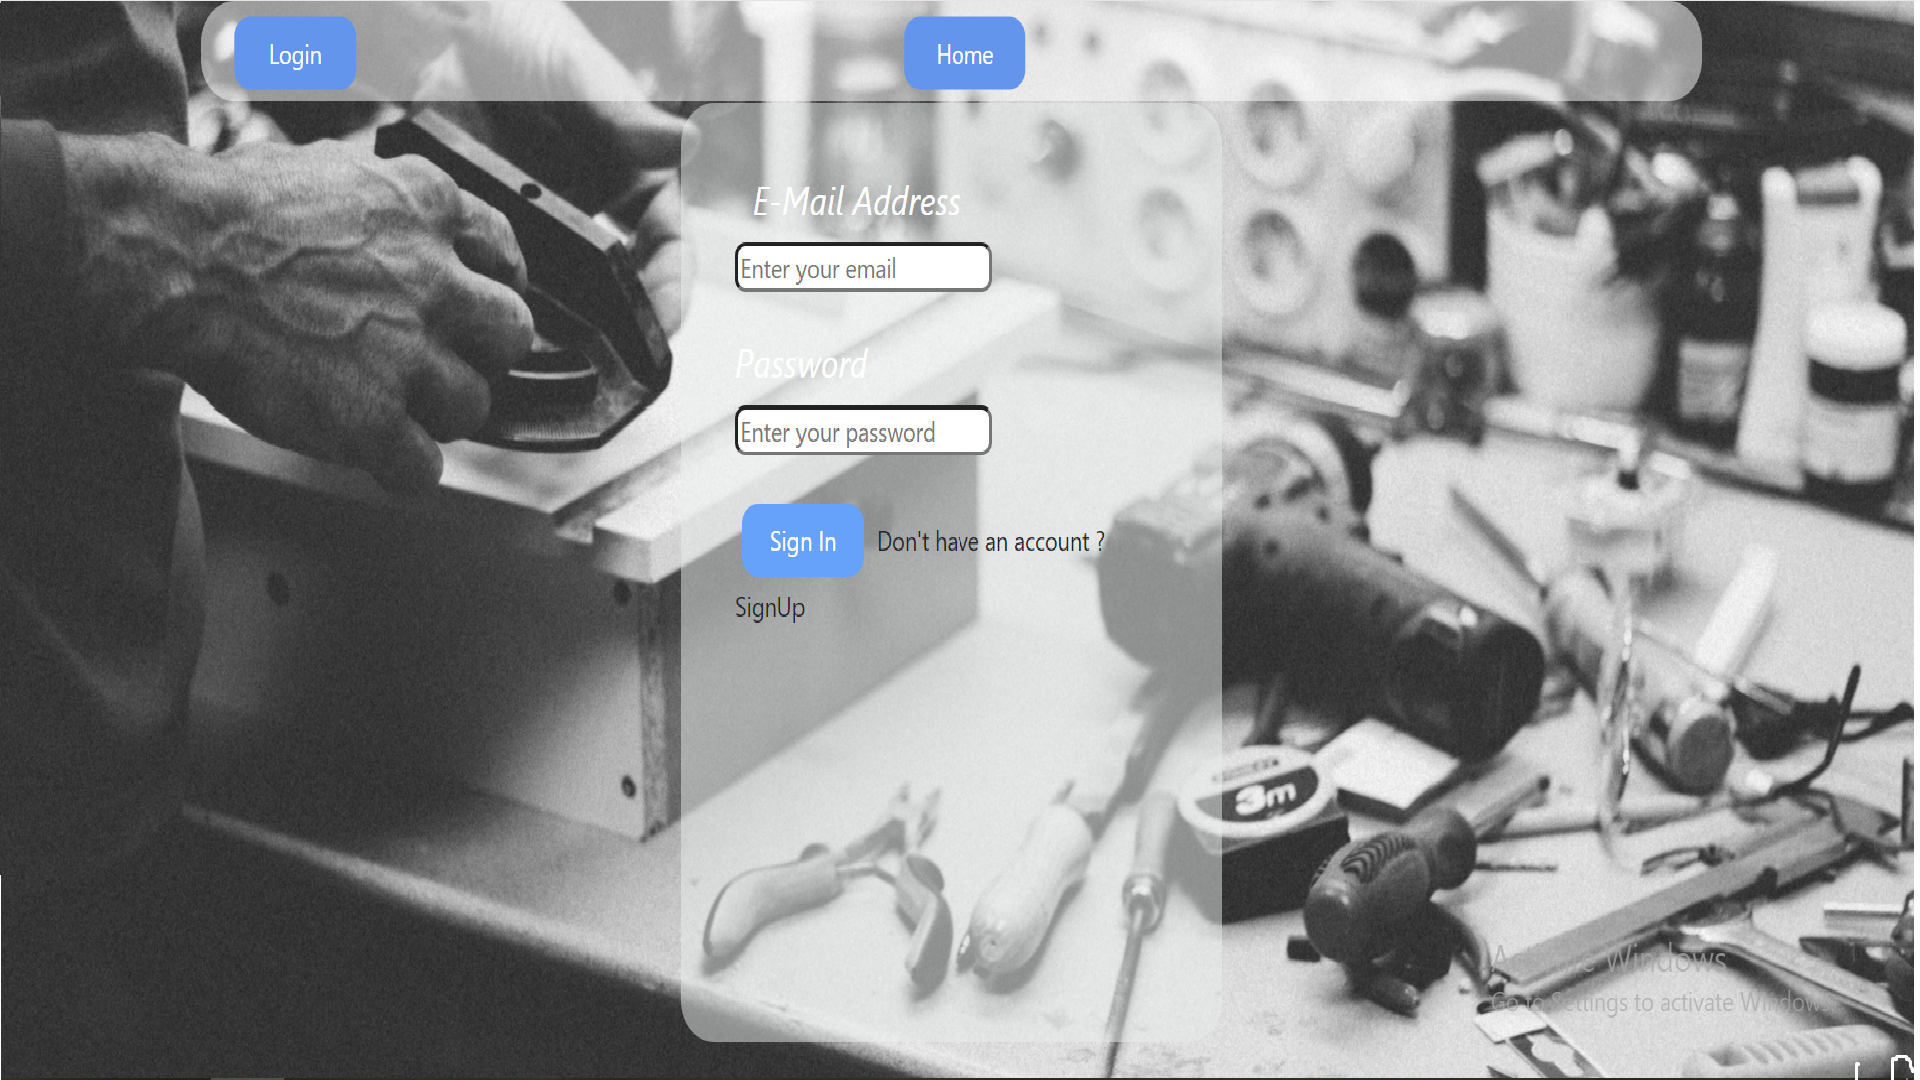 Login
Home
E-Mail Address
Enter your email
Password
Enter your password
Sign In
Don't have an account ?
SignUp
3m
Windows
Go to Settings to activate Windows